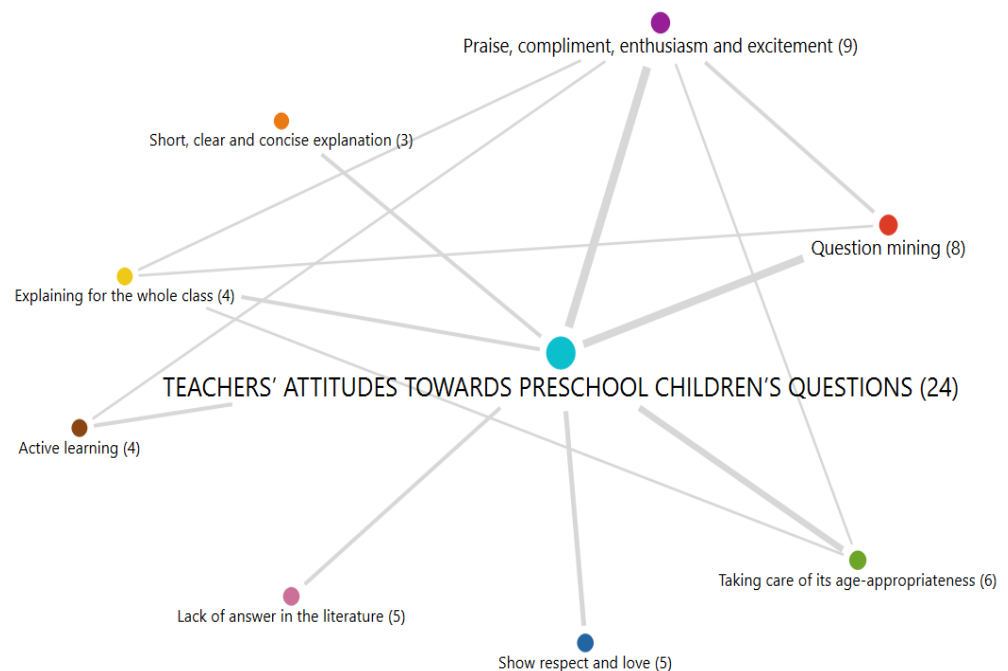 Praise, compliment, enthusiasm and excitement (9)
Short, clear and concise explanation (3)
Question mining (8)
Explaining for the whole class (4)
TEACHERS’ ATTITUDES TOWARDS PRESCHOOL CHILDREN’S QUESTIONS (24)
Active learning (4)
Taking care of its age-appropriateness (6)
Lack of answer in the literature (5)
Show respect and love (5)